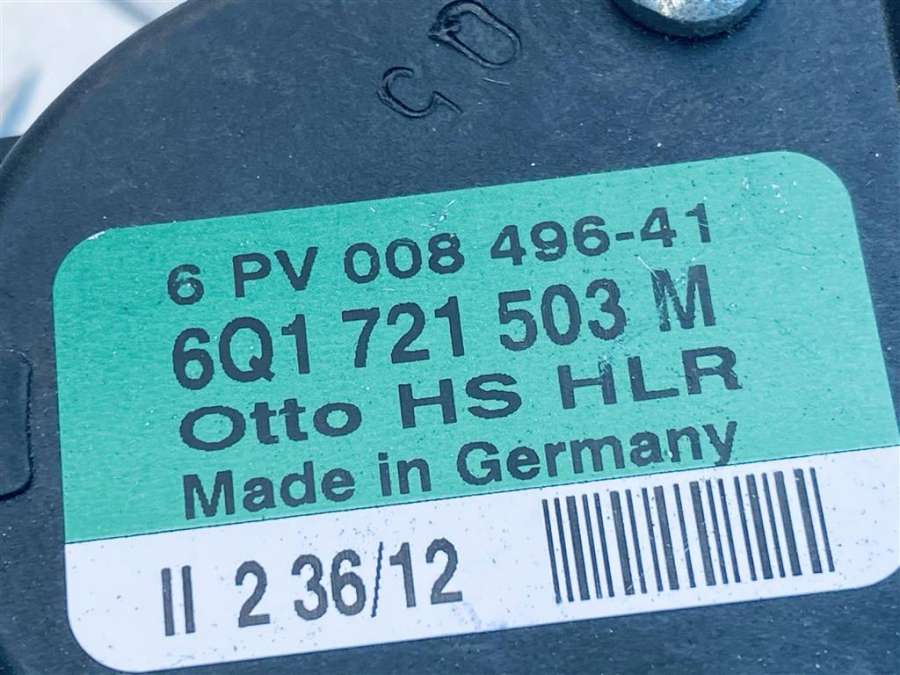 6 PV 008 496-41
6Q1 721 503 M
Otto HS HLR
Made in Germany
II 2 36/12